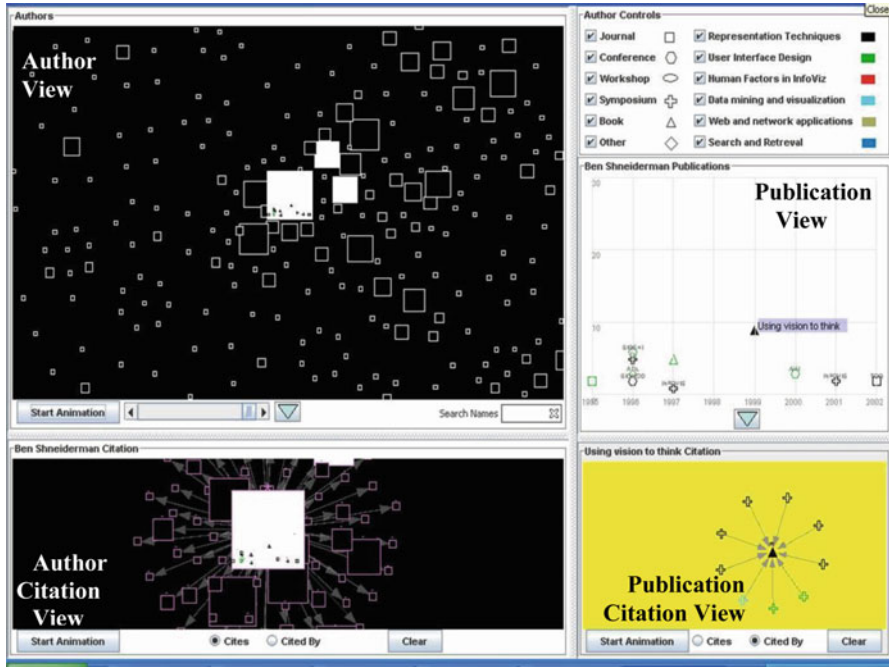 Close
Authors
Author
View
Start Animation
Search Names
Author Controls
Journal
Representation Techniques
Conference
User Interface Design
Workshop
Human Factors in InfoViz
Symposium
Data mining and visualization
Book
Web and network applications
Other
Search and Retreval
Ben Shneiderman Publications
Publication
View
30
20
10
Using vision to think
1995 1996 1997 1998 1999 2000 2001 2002
Ben Shneiderman Citation
Author
Citation
View
Start Animation
Cites
Cited By
Clear
Using vision to think Citation
Publication
Citation View
Start Animation
Cites
Cited By
Clear